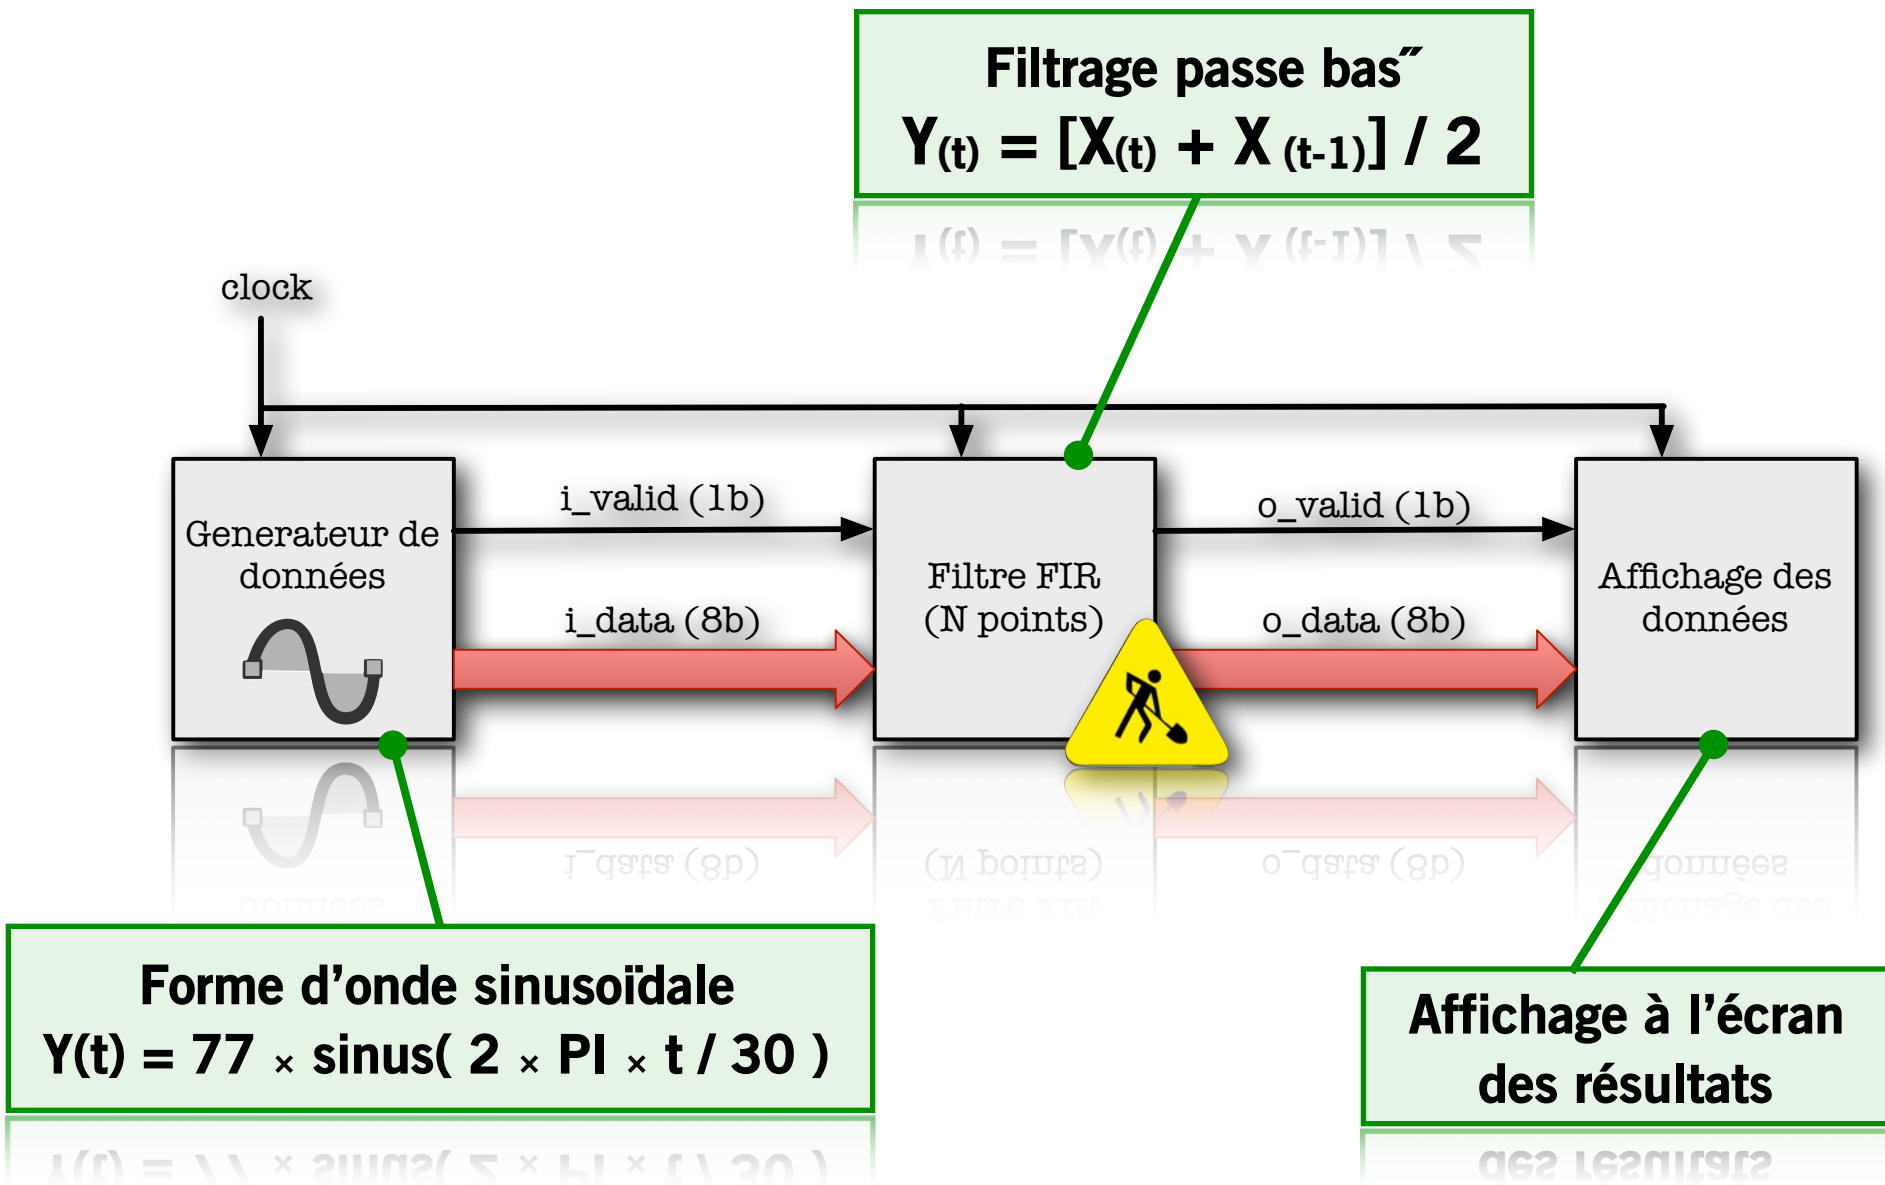 Filtrage passe bas˝
Y(t) = [X(t) + X (t-1)] / 2
clock
i_valid (1b)
o_valid (1b)
Generateur de
données
Filtre FIR
(N points)
Affichage des
données
i_data (8b)
o_data (8b)
Forme d'onde sinusoïdale
Y(t) = 77 × sinus( 2 × PI × t / 30 )
Affichage à l'écran
des résultats